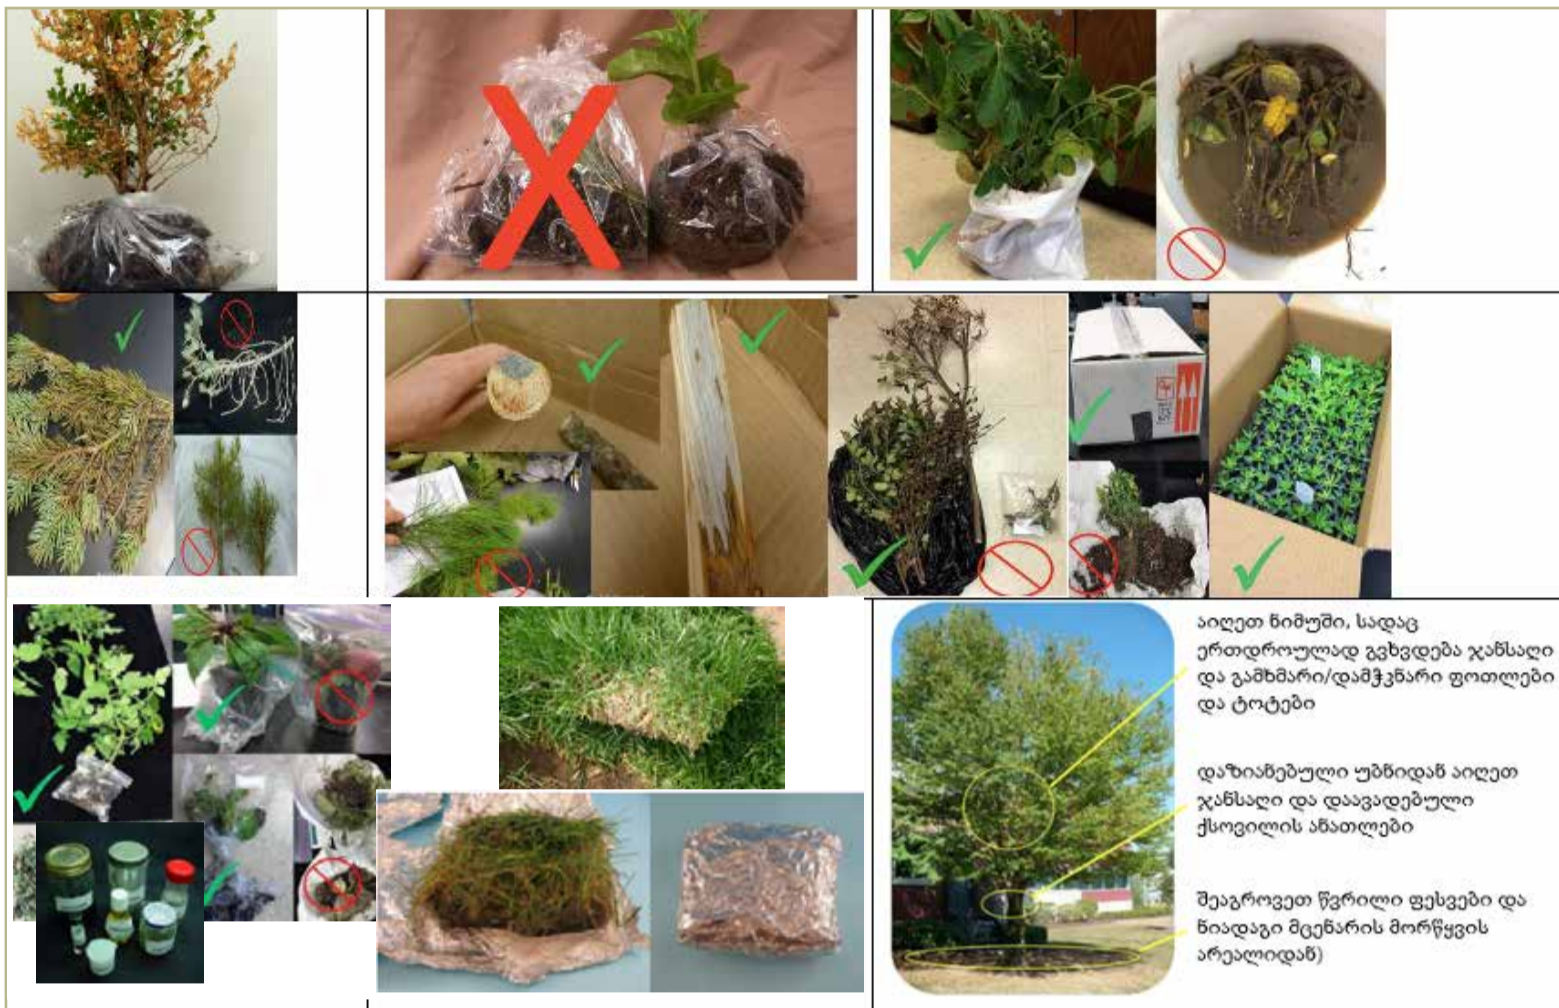 აიღეთ ნიმუში, სადაც
ერთდროულად გვხვდება ჯანსაღი
და გამხმარი/დამჭკნარი ფოთლები
და ტოტები
დაზიანებული უბნიდან აიღეთ
ჯანსაღი და დაავადებული
ქსოვილის ანათლები
შეაგროვეთ წვრილი ფესვები და
ნიადაგი მცენარის მორწყვის
არეალიდან)